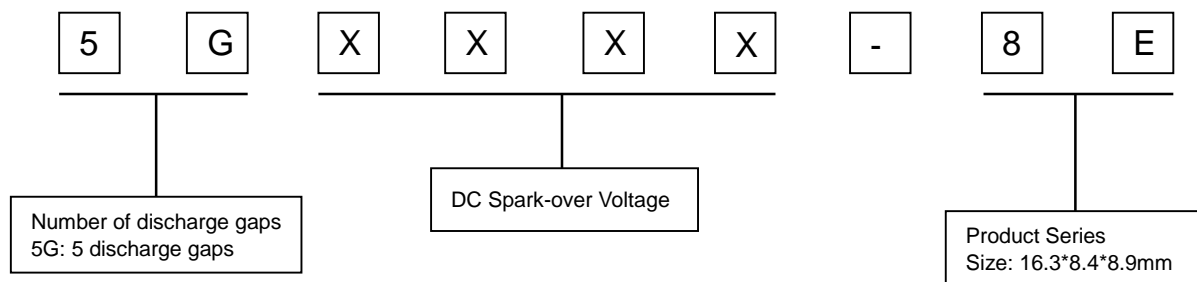 5 G X X X X - 8 E
DC Spark-over Voltage
Number of discharge gaps
5G: 5 discharge gaps
Product Series
Size: 16.3*8.4*8.9mm